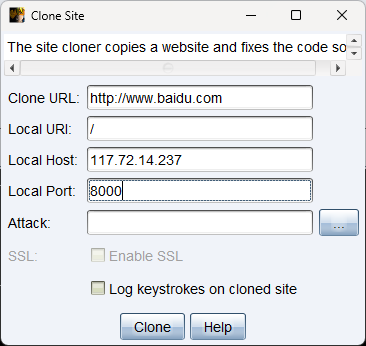 Clone Site
The site cloner copies a website and fixes the code so
Clone URL: http://www.baidu.com
Local URI: /
Local Host: 117.72.14.237
Local Port: 8000
Attack: ...
SSL: Enable SSL
Log keystrokes on cloned site
Clone Help